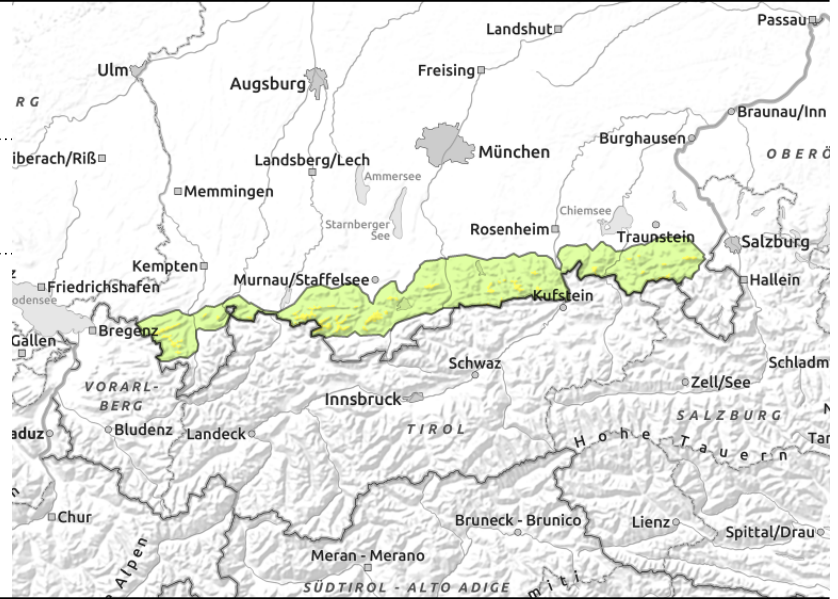 Passau
Landshut
Ulm
Freising
Augsburg
RG
Braunau/Inn
Burghausen
iberach/Riß
Landsberg/Lech
München
OBERÖ
Ammersee
Memmingen
Starnberger
See
Chiemsee
Rosenheim
Traunstein
Salzburg
Kempten
Murnau/Staffelsee
Hallein
z
Friedrichshafen
odensee
Kufstein
Bregenz
Gallen
Schwaz
Schladm
VORARL-
BERG
Zell/See
Innsbruck
SALZBURG
N
aduz
Bludenz
Landeck
TIROL
Hohe Tauern
Tar
n
Chur
Bruneck - Brunico
Lienz
Spittal/Drau
Meran - Merano
n Alpen
SÜDTIROL - ALTO ADIGE
miti